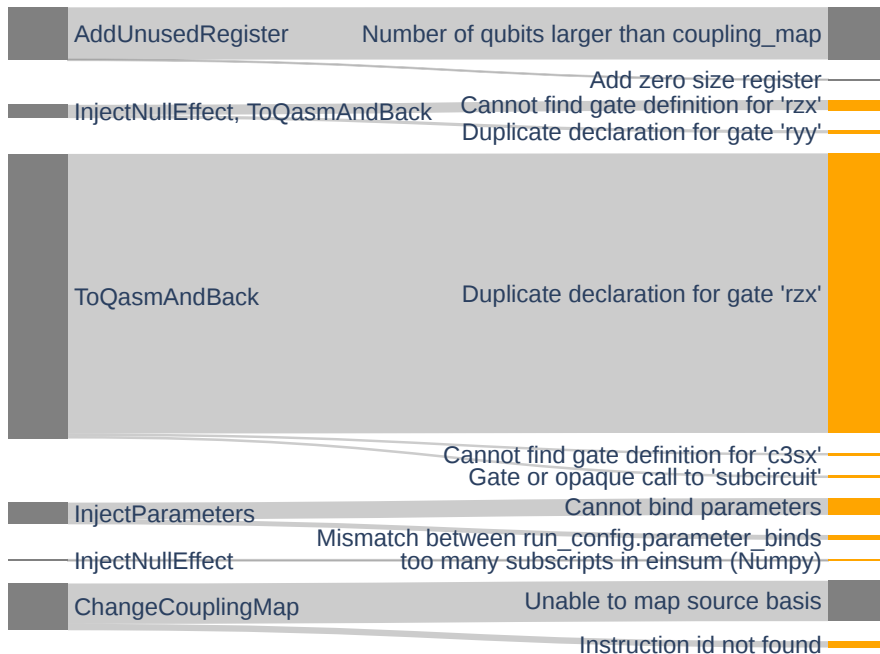 AddUnusedRegister
Number of qubits larger than coupling_map
Add zero size register
InjectNullEffect, ToQasmAndBack
Cannot find gate definition for 'rzx'
Duplicate declaration for gate 'ryy'
ToQasmAndBack
Duplicate declaration for gate 'rzx'
Cannot find gate definition for 'c3sx'
Gate or opaque call to 'subcircuit'
InjectParameters
Cannot bind parameters
Mismatch between run_config.parameter_binds
InjectNullEffect
too many subscripts in einsum (Numpy)
ChangeCouplingMap
Unable to map source basis
Instruction id not found